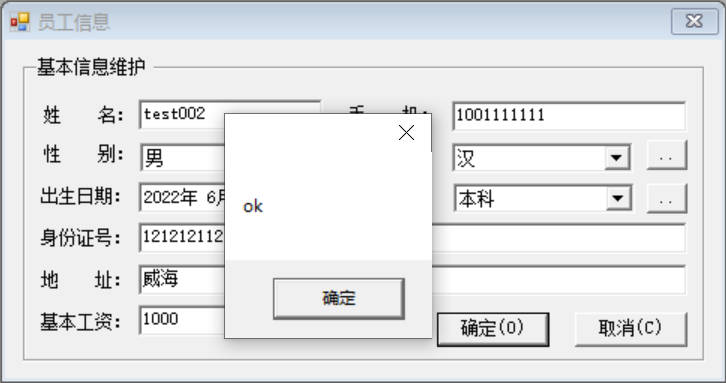 员工信息
基本信息维护
姓 名: test002
机: 1001111111
性 别: 男
汉
..
出生日期: 2022年 6月
本科
..
身份证号: 121212112
地 址: 威海
基本工资: 1000
ok
确定
确定(O)
取消(C)